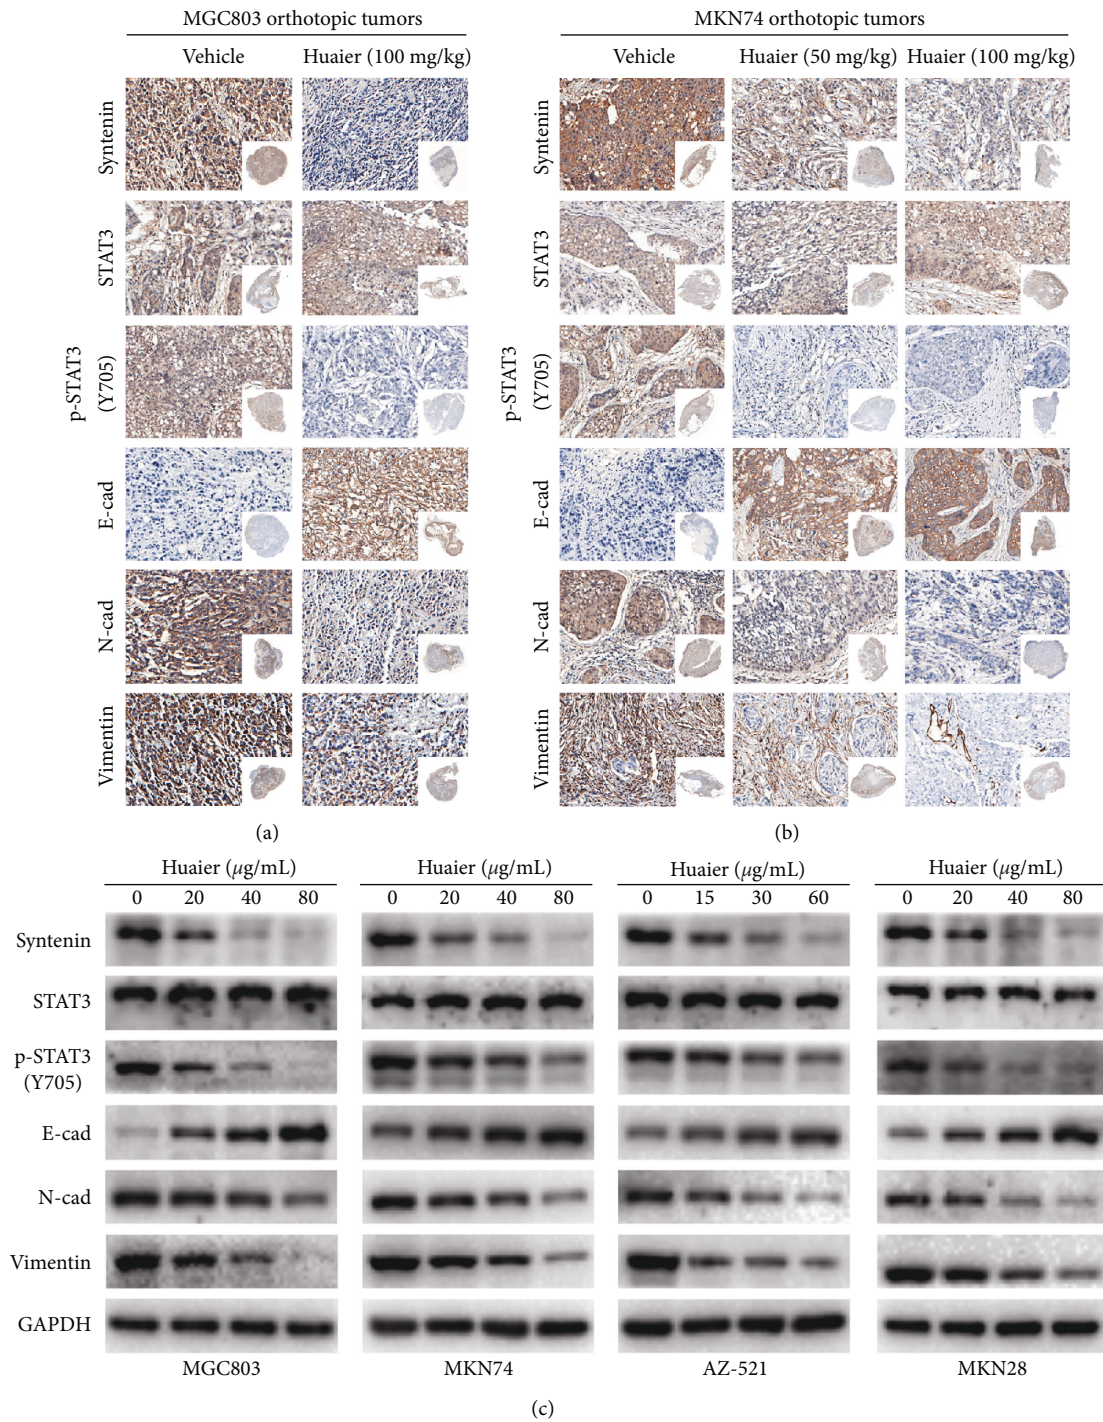 MGC803 orthotopic tumors
Vehicle Huaier (100 mg/kg)
Syntenin
STAT3
p-STAT3
(Y705)
E-cad
N-cad
Vimentin
(a)
MKN74 orthotopic tumors
Vehicle Huaier (50 mg/kg) Huaier (100 mg/kg)
Syntenin
STAT3
p-STAT3
(Y705)
E-cad
N-cad
Vimentin
(b)
Huaier (μg/mL) Huaier (μg/mL) Huaier (μg/mL) Huaier (μg/mL)
0 20 40 80 0 20 40 80 0 15 30 60 0 20 40 80
Syntenin
STAT3
p-STAT3
(Y705)
E-cad
N-cad
Vimentin
GAPDH
MGC803 MKN74 AZ-521 MKN28
(c)